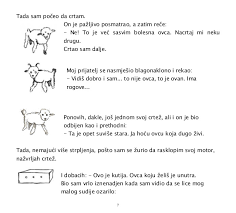 Tada sam počeo da crtam.
On je pažljivo posmatrao, a zatim reče:
– Ne! To je već sasvim bolesna ovca. Nacrtaj mi neku
drugu.
Crtao sam dalje.
Moj prijatelj se nasmješio blagonaklono i rekao:
– Vidiš dobro i sam... to nije ovca, to je ovan. Ima
rogove...
Ponovih, dakle, još jednom svoj crtež, ali i on je bio
odbijen kao i prethodni:
– Ta je opet suviše stara. Ja hoću ovcu koja dugo živi.
Tada, nemajući više strpljenja, pošto sam se žurio da rasklopim svoj motor,
nažvrljah crtež.
I dobacih: – Ovo je kutija. Ovca koju želiš je unutra.
Bio sam vrlo iznenađen kada sam vidio da se lice mog
malog sudije ozarilo: